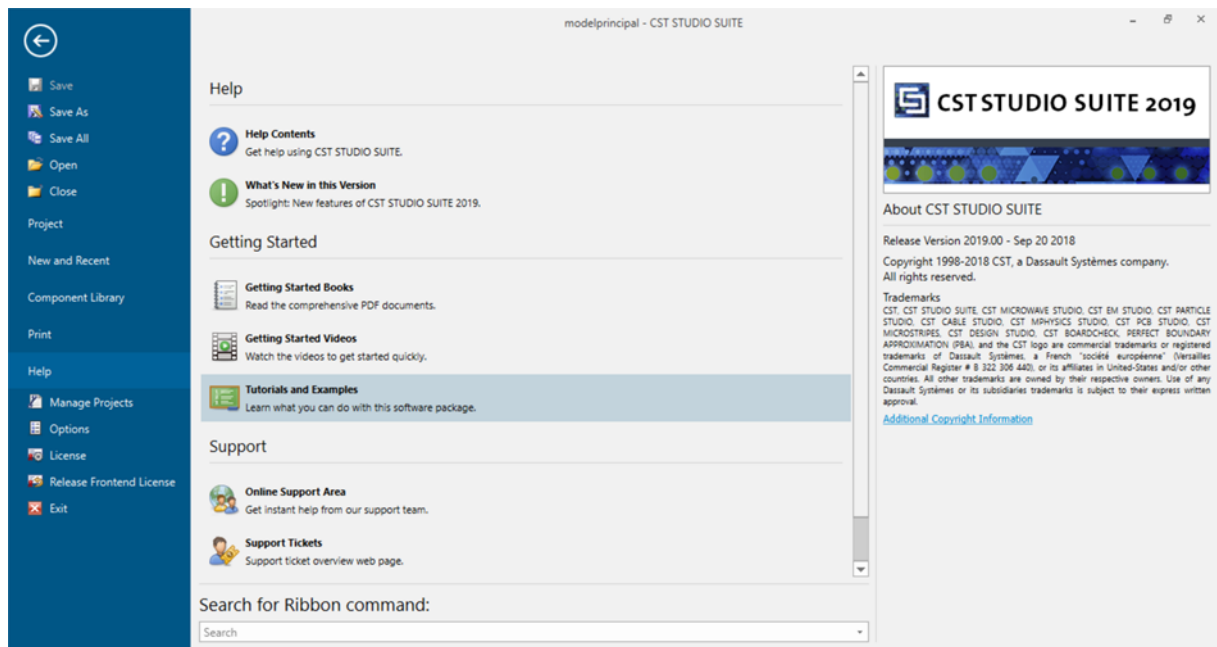 modelprincipal - CST STUDIO SUITE
Save
Save As
Save All
Open
Close
Project
New and Recent
Component Library
Print
Help
Manage Projects
Options
License
Release Frontend License
Exit
Help
Help Contents
Get help using CST STUDIO SUITE.
What's New in this Version
Spotlight: New features of CST STUDIO SUITE 2019.
Getting Started
Getting Started Books
Read the comprehensive PDF documents.
Getting Started Videos
Watch the videos to get started quickly.
Tutorials and Examples
Learn what you can do with this software package.
Support
Online Support Area
Get instant help from our support team.
Support Tickets
Support ticket overview web page.
Search for Ribbon command:
Search
CST STUDIO SUITE 2019
About CST STUDIO SUITE
Release Version 2019.00 - Sep 20 2018
Copyright 1998-2018 CST, a Dassault Systèmes company.
All rights reserved.
Trademarks
CST, CST STUDIO SUITE, CST MICROWAVE STUDIO, CST EM STUDIO, CST PARTICLE
STUDIO, CST CABLE STUDIO, CST MPHYSICS STUDIO, CST PCB STUDIO, CST
MICROSTRIPES, CST DESIGN STUDIO, CST BOARDCHECK, PERFECT BOUNDARY
APPROXIMATION (PBA), and the CST logo are commercial trademarks or registered
trademarks of Dassault Systèmes, a French "société européenne" (Versailles
Commercial Register # B 322 306 440), or its affiliates in United-States and/or other
countries. All other trademarks are owned by their respective owners. Use of any
Dassault Systèmes or its subsidiaries trademarks is subject to their express written
approval.
Additional Copyright Information